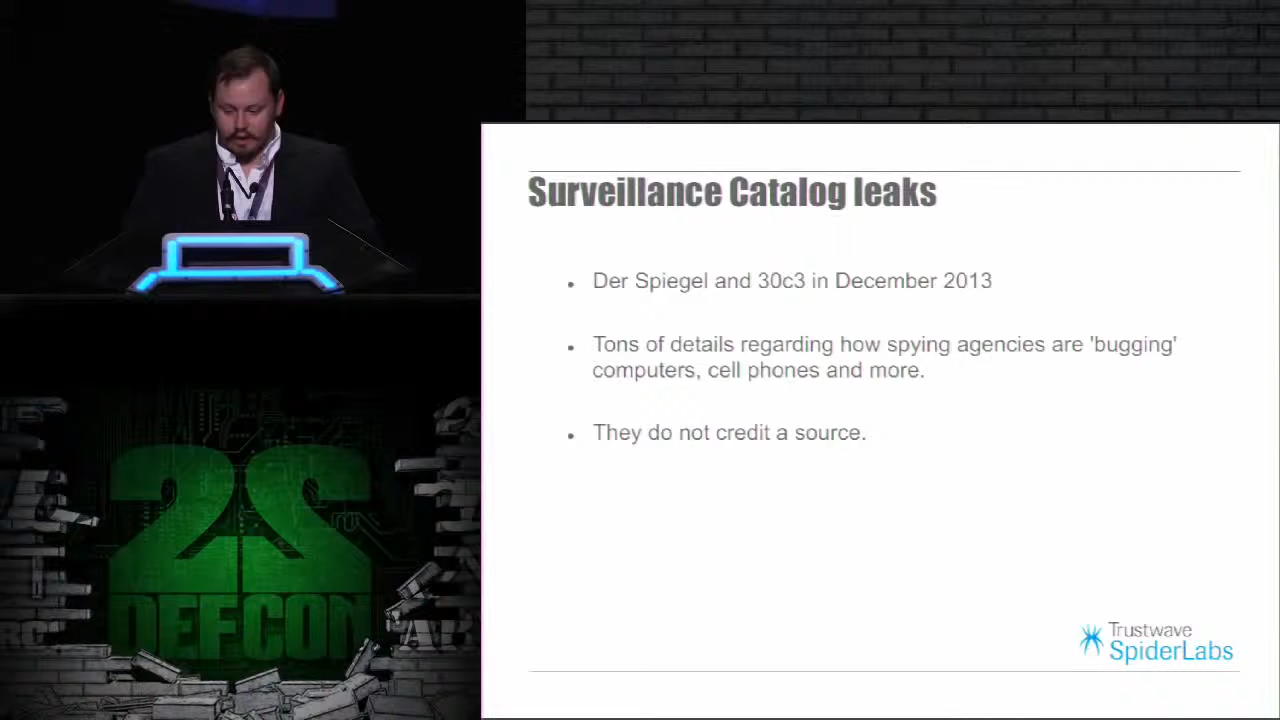 Surveillance Catalog leaks
• Der Spiegel and 30c3 in December 2013
• Tons of details regarding how spying agencies are 'bugging'
computers, cell phones and more.
• They do not credit a source.
Trustwave
SpiderLabs
22
DEFCON